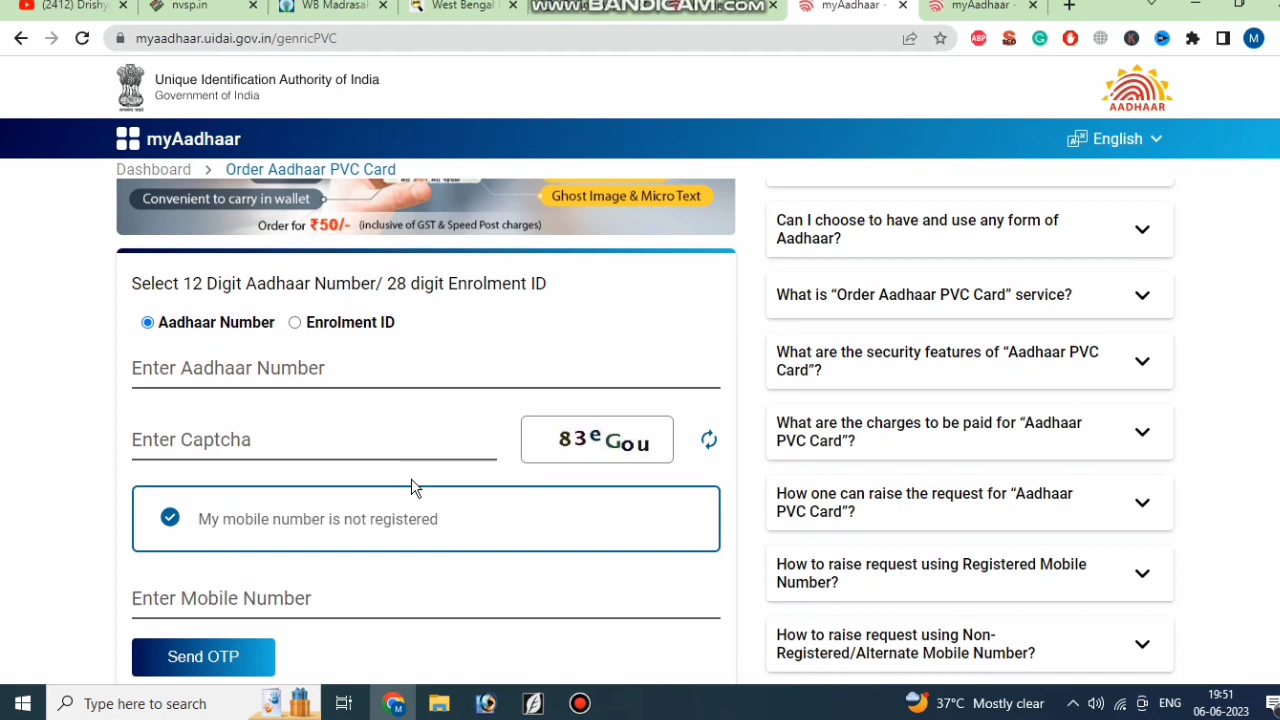 (2412) Drishy
nvsp.in
WB Madrasah
West Bengal
www.BANDICAM.com
myAadhaar -
myAadhaar -
myaadhaar.uidai.gov.in/genricPVC
ABP
M
Unique Identification Authority of India
Government of India
AADHAAR
myAadhaar
English
Dashboard > Order Aadhaar PVC Card
Convenient to carry in wallet
Ghost Image & Micro Text
Order for ₹50/- (inclusive of GST & Speed Post charges)
Select 12 Digit Aadhaar Number/ 28 digit Enrolment ID
Aadhaar Number Enrolment ID
Enter Aadhaar Number
Enter Captcha
83eGou
My mobile number is not registered
Enter Mobile Number
Send OTP
Can I choose to have and use any form of
Aadhaar?
What is “Order Aadhaar PVC Card” service?
What are the security features of “Aadhaar PVC
Card”?
What are the charges to be paid for “Aadhaar
PVC Card”?
How one can raise the request for “Aadhaar
PVC Card”?
How to raise request using Registered Mobile
Number?
How to raise request using Non-
Registered/Alternate Mobile Number?
Type here to search
37°C Mostly clear
ENG
19:51
06-06-2023